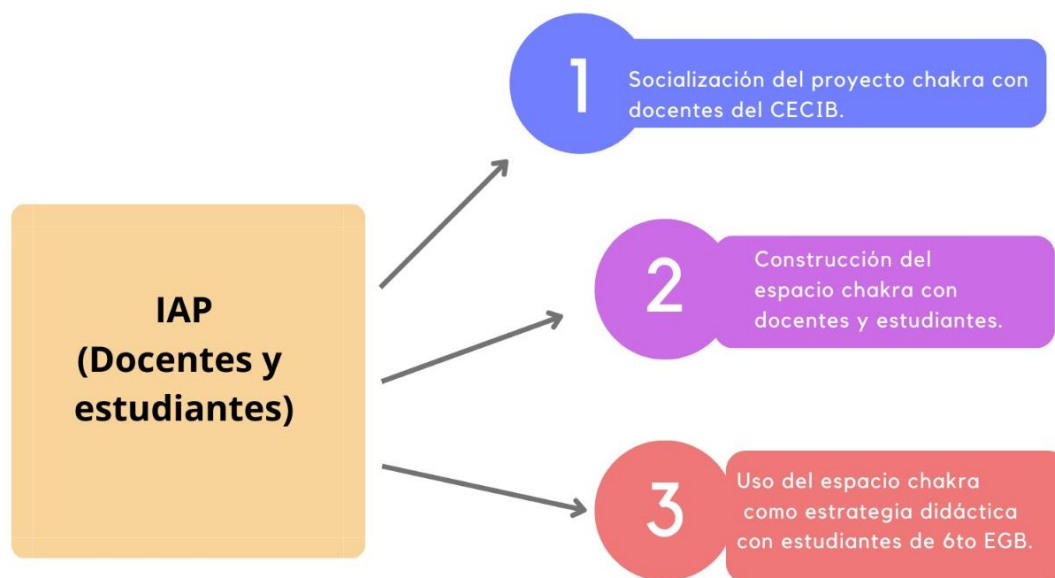 IAP
(Docentes y
estudiantes)
1
Socialización del proyecto chakra con
docentes del CECIB.
2
Construcción del
espacio chakra con
docentes y estudiantes.
3
Uso del espacio chakra
como estrategia didáctica
con estudiantes de 6to EGB.